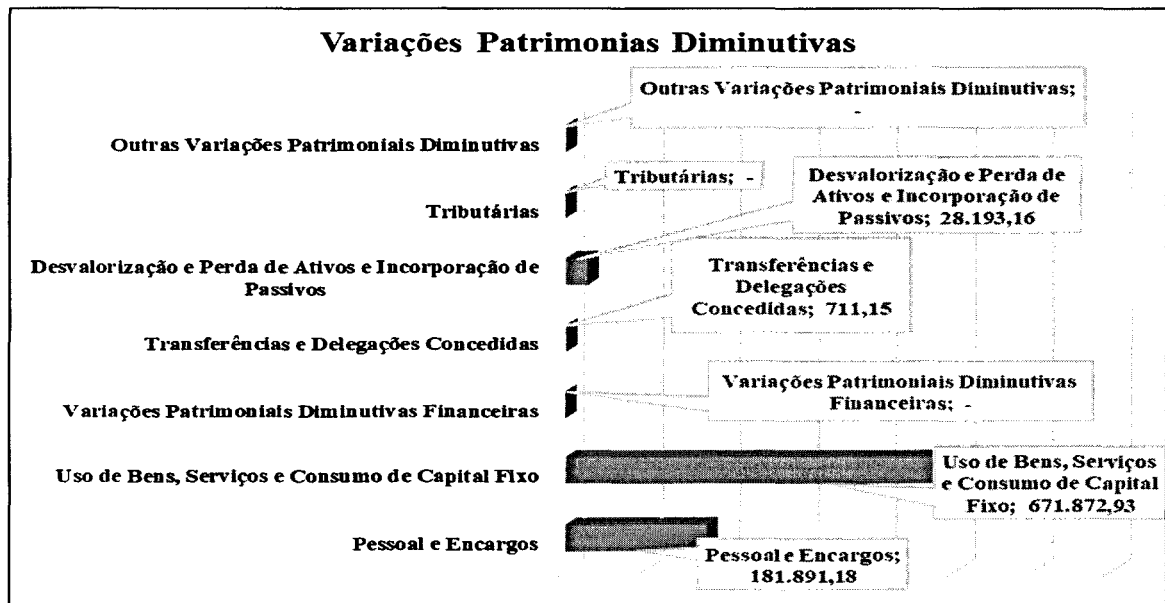 Variações Patrimonias Diminutivas
Outras Variações Patrimoniais Diminutivas;
-
Outras Variações Patrimoniais Diminutivas
Tributárias; -
Tributárias
Desvalorização e Perda de
Ativos e Incorporação de
Passivos; 28.193,16
Desvalorização e Perda de Ativos e Incorporação de
Passivos
Transferências e
Delegações
Concedidas; 711,15
Transferências e Delegações Concedidas
Variações Patrimoniais Diminutivas
Financeiras; -
Variações Patrimoniais Diminutivas Financeiras
Uso de Bens, Serviços
e Consumo de Capital
Fixo; 671.872,93
Uso de Bens, Serviços e Consumo de Capital Fixo
Pessoal e Encargos
Pessoal e Encargos;
181.891,18